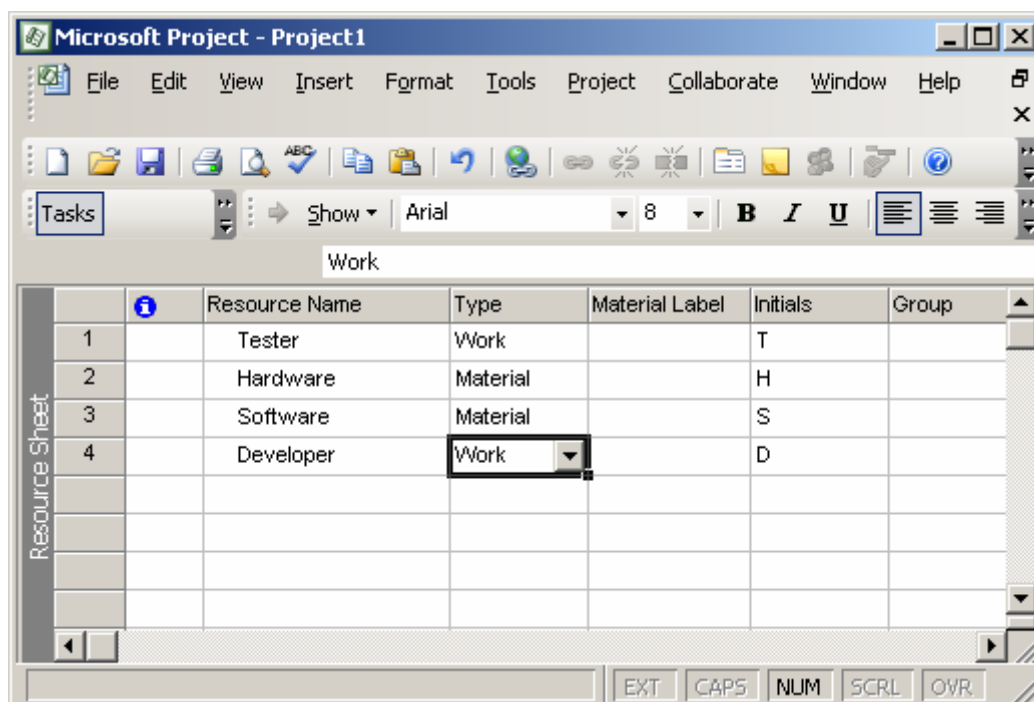 Microsoft Project - Project1
File Edit View Insert Format Tools Project Collaborate Window Help
ABC
Tasks Show Arial 8 B I U
Work
Resource Name Type Material Label Initials Group
1 Tester Work T
2 Hardware Material H
3 Software Material S
4 Developer Work D
Resource Sheet
EXT CAPS NUM SCRL OVR